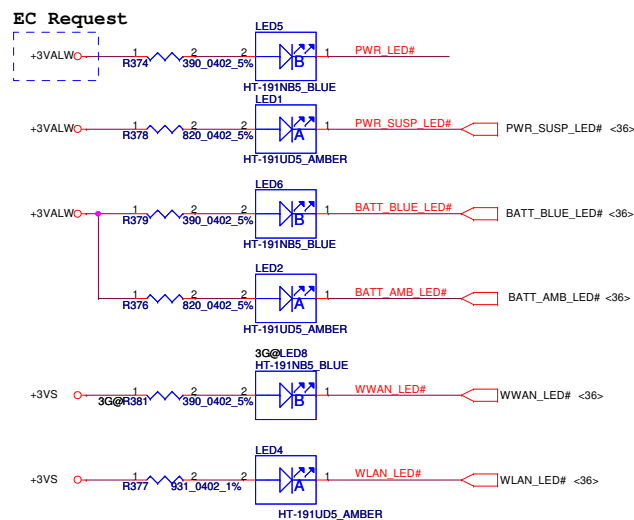 EC Request
LED5
+3VALW 1 2 2 1 PWR_LED#
R374 390_0402_5% B
HT-191NB5_BLUE
LED1
+3VALW 1 2 2 1 PWR_SUSP_LED# PWR_SUSP_LED# <36>
R378 820_0402_5% A
HT-191UD5_AMBER
LED6
+3VALW 1 2 2 1 BATT_BLUE_LED# BATT_BLUE_LED# <36>
R379 390_0402_5% B
HT-191NB5_BLUE
LED2
1 2 2 1 BATT_AMB_LED# BATT_AMB_LED# <36>
R376 820_0402_5% A
HT-191UD5_AMBER
3G@LED8
HT-191NB5_BLUE
+3VS 1 2 2 1 WWAN_LED# WWAN_LED# <36>
3G@R381 390_0402_5% B
LED4
+3VS 1 2 2 1 WLAN_LED# WLAN_LED# <36>
R377 931_0402_1% A
HT-191UD5_AMBER